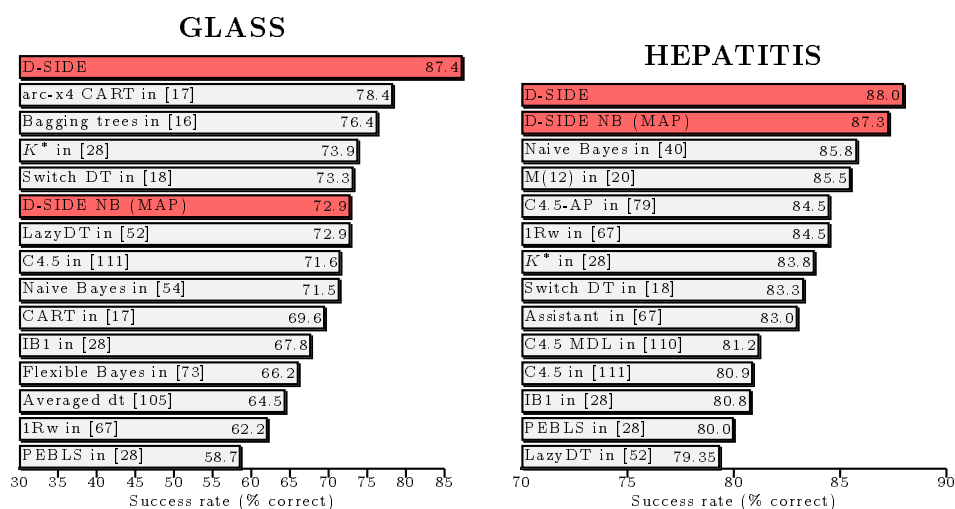 GLASS
D-SIDE 87.4
arc-x4 CART in [17] 78.4
Bagging trees in [16] 76.4
K* in [28] 73.9
Switch DT in [18] 73.3
D-SIDE NB (MAP) 72.9
LazyDT in [52] 72.9
C4.5 in [111] 71.6
Naive Bayes in [54] 71.5
CART in [17] 69.6
IB1 in [28] 67.8
Flexible Bayes in [73] 66.2
Averaged dt [105] 64.5
1Rw in [67] 62.2
PEBLS in [28] 58.7
30 35 40 45 50 55 60 65 70 75 80 85
Success rate (% correct)
HEPATITIS
D-SIDE 88.0
D-SIDE NB (MAP) 87.3
Naive Bayes in [40] 85.8
M(12) in [20] 85.5
C4.5-AP in [79] 84.5
1Rw in [67] 84.5
K* in [28] 83.8
Switch DT in [18] 83.3
Assistant in [67] 83.0
C4.5 MDL in [110] 81.2
C4.5 in [111] 80.9
IB1 in [28] 80.8
PEBLS in [28] 80.0
LazyDT in [52] 79.35
70 75 80 85 90
Success rate (% correct)